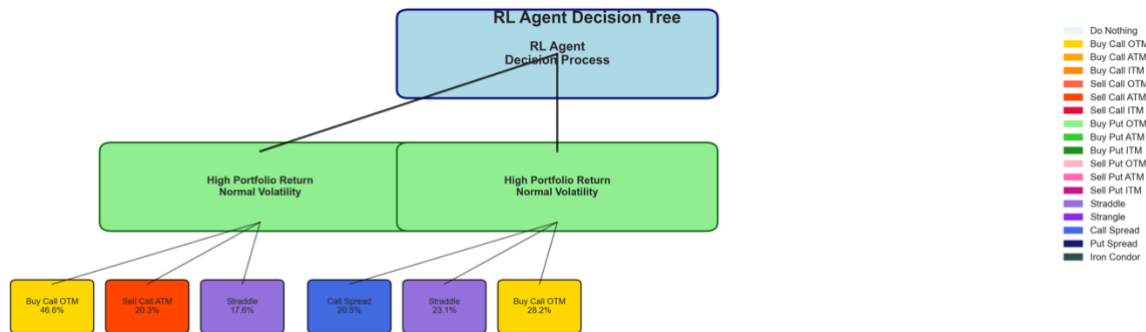 RL Agent Decision Tree
RL Agent
Decision Process
High Portfolio Return
Normal Volatility
High Portfolio Return
Normal Volatility
Buy Call OTM
46.6%
Sell Call ATM
20.3%
Straddle
17.6%
Call Spread
20.5%
Straddle
23.1%
Buy Call OTM
28.2%
Do Nothing
Buy Call OTM
Buy Call ATM
Buy Call ITM
Sell Call OTM
Sell Call ATM
Sell Call ITM
Buy Put OTM
Buy Put ATM
Buy Put ITM
Sell Put OTM
Sell Put ATM
Sell Put ITM
Straddle
Strangle
Call Spread
Put Spread
Iron Condor